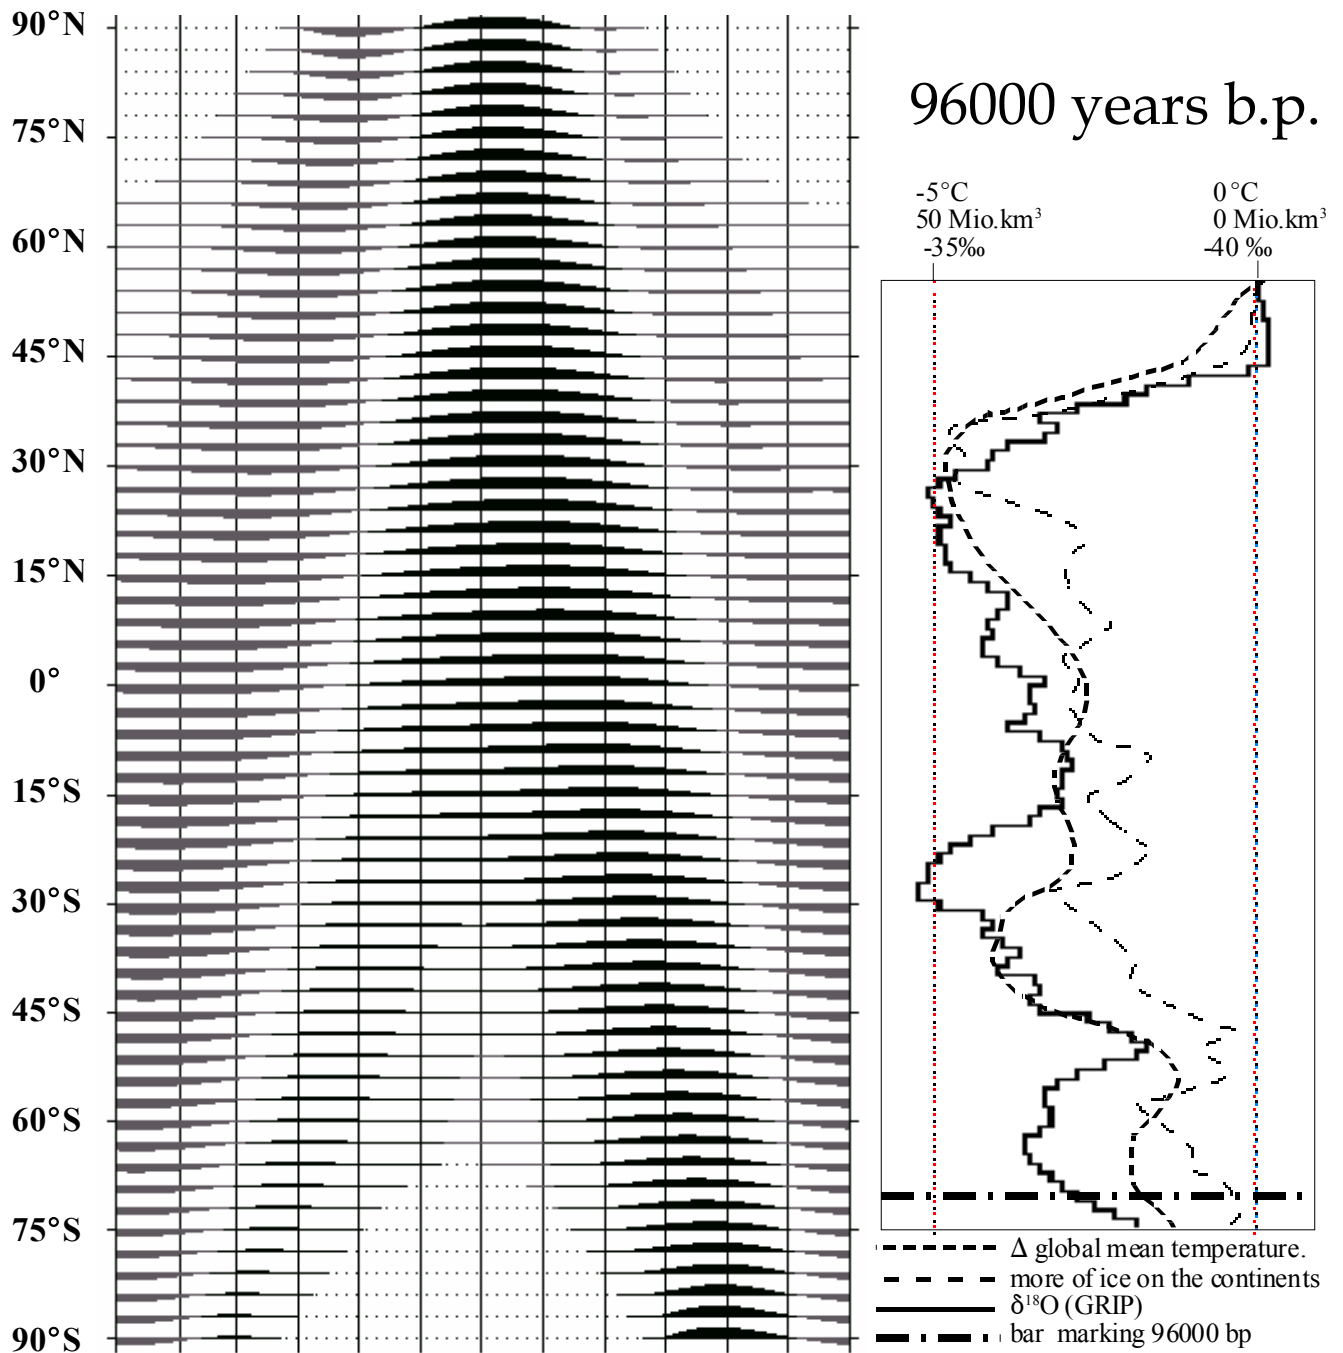 90°N
75°N
60°N
45°N
30°N
15°N
0°
15°S
30°S
45°S
60°S
75°S
90°S
96000 years b.p.
-5°C 0 °C
50 Mio.km³ 0 Mio.km³
-35‰ -40 ‰
Δ global mean temperature.
more of ice on the continents
δ¹⁸O (GRIP)
bar marking 96000 bp